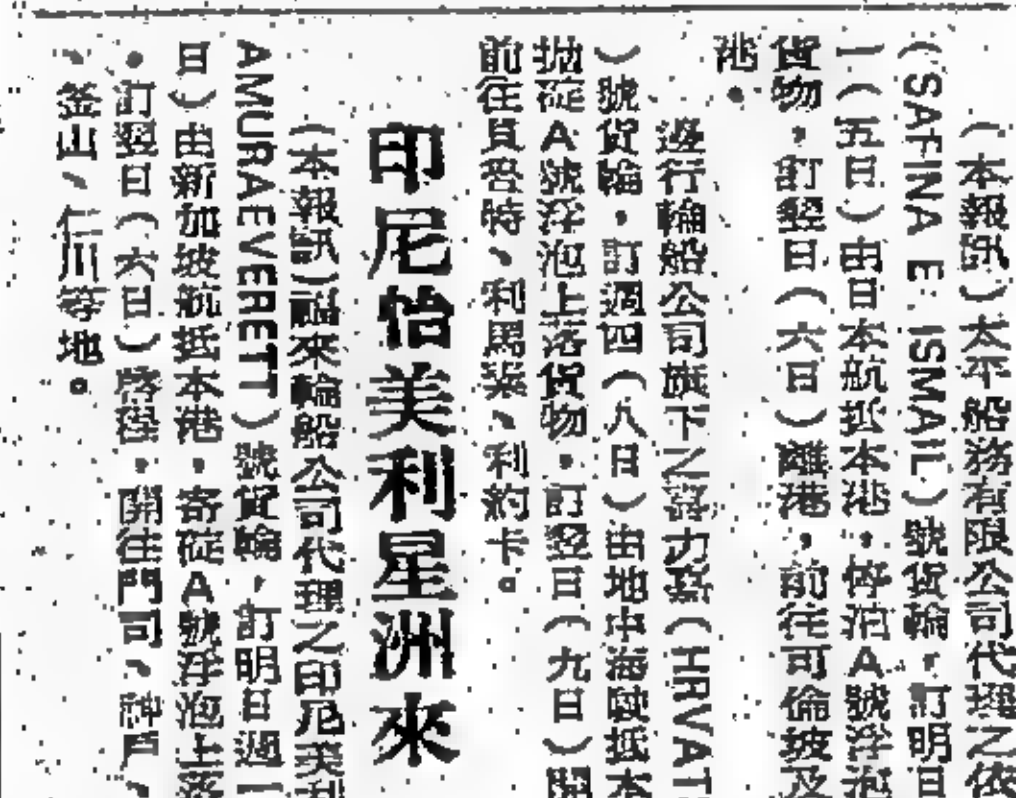 (本報訊)太平船務有限公司代理之依
(SAFINA E. ISMAIL)號貨輪,訂明日
一(五日)由日本航抵本港,停泊A號浮泡
貨物,訂翌日(六日)離港,前往可倫坡及
港。
遊行輪船公司旗下之 力 (HRVAT
)號貨輪,訂週四(八日)由地中海駛抵本
拋碇A號浮泡上落貨物,訂翌日(九日)開
前往貝魯特、利馬 、利約卡。
印尼怡美利星洲來
(本報訊) 來輪船公司代理之印尼美利
AMURAEVERETT)號貨輪,訂明日週一
日)由新加坡航抵本港,寄碇A號浮泡上落
,訂翌日(六日)啓程,開往門司、神戶、
、釜山、仁川等地。